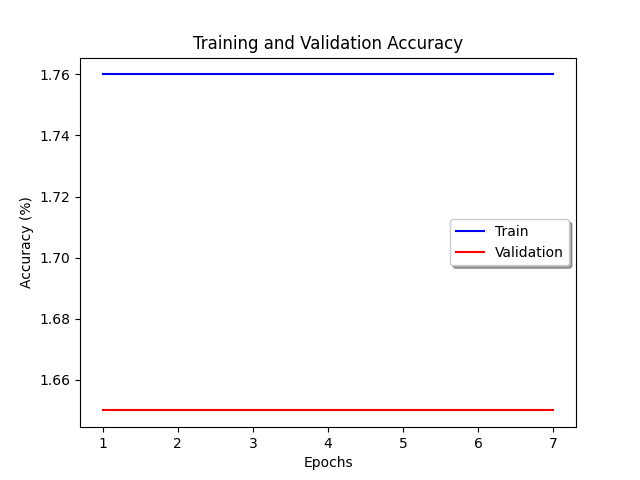 Training and Validation Accuracy
Accuracy (%)
1.76
1.74
1.72
1.70
1.68
1.66
Train
Validation
1 2 3 4 5 6 7
Epochs